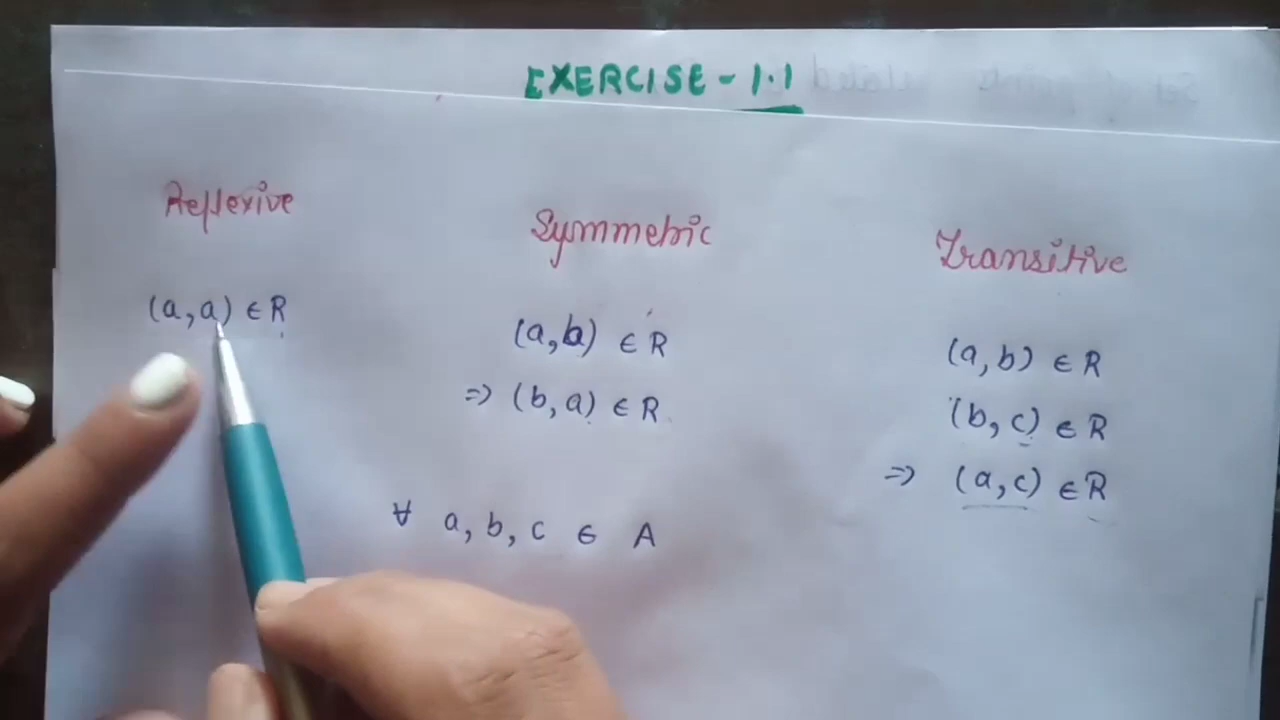 EXERCISE - 1.1
Reflexive
(a,a) ∈ R
Symmetric
(a,b) ∈ R
=> (b,a) ∈ R
Transitive
(a,b) ∈ R
(b,c) ∈ R
=> (a,c) ∈ R
∀ a, b, c ∈ A